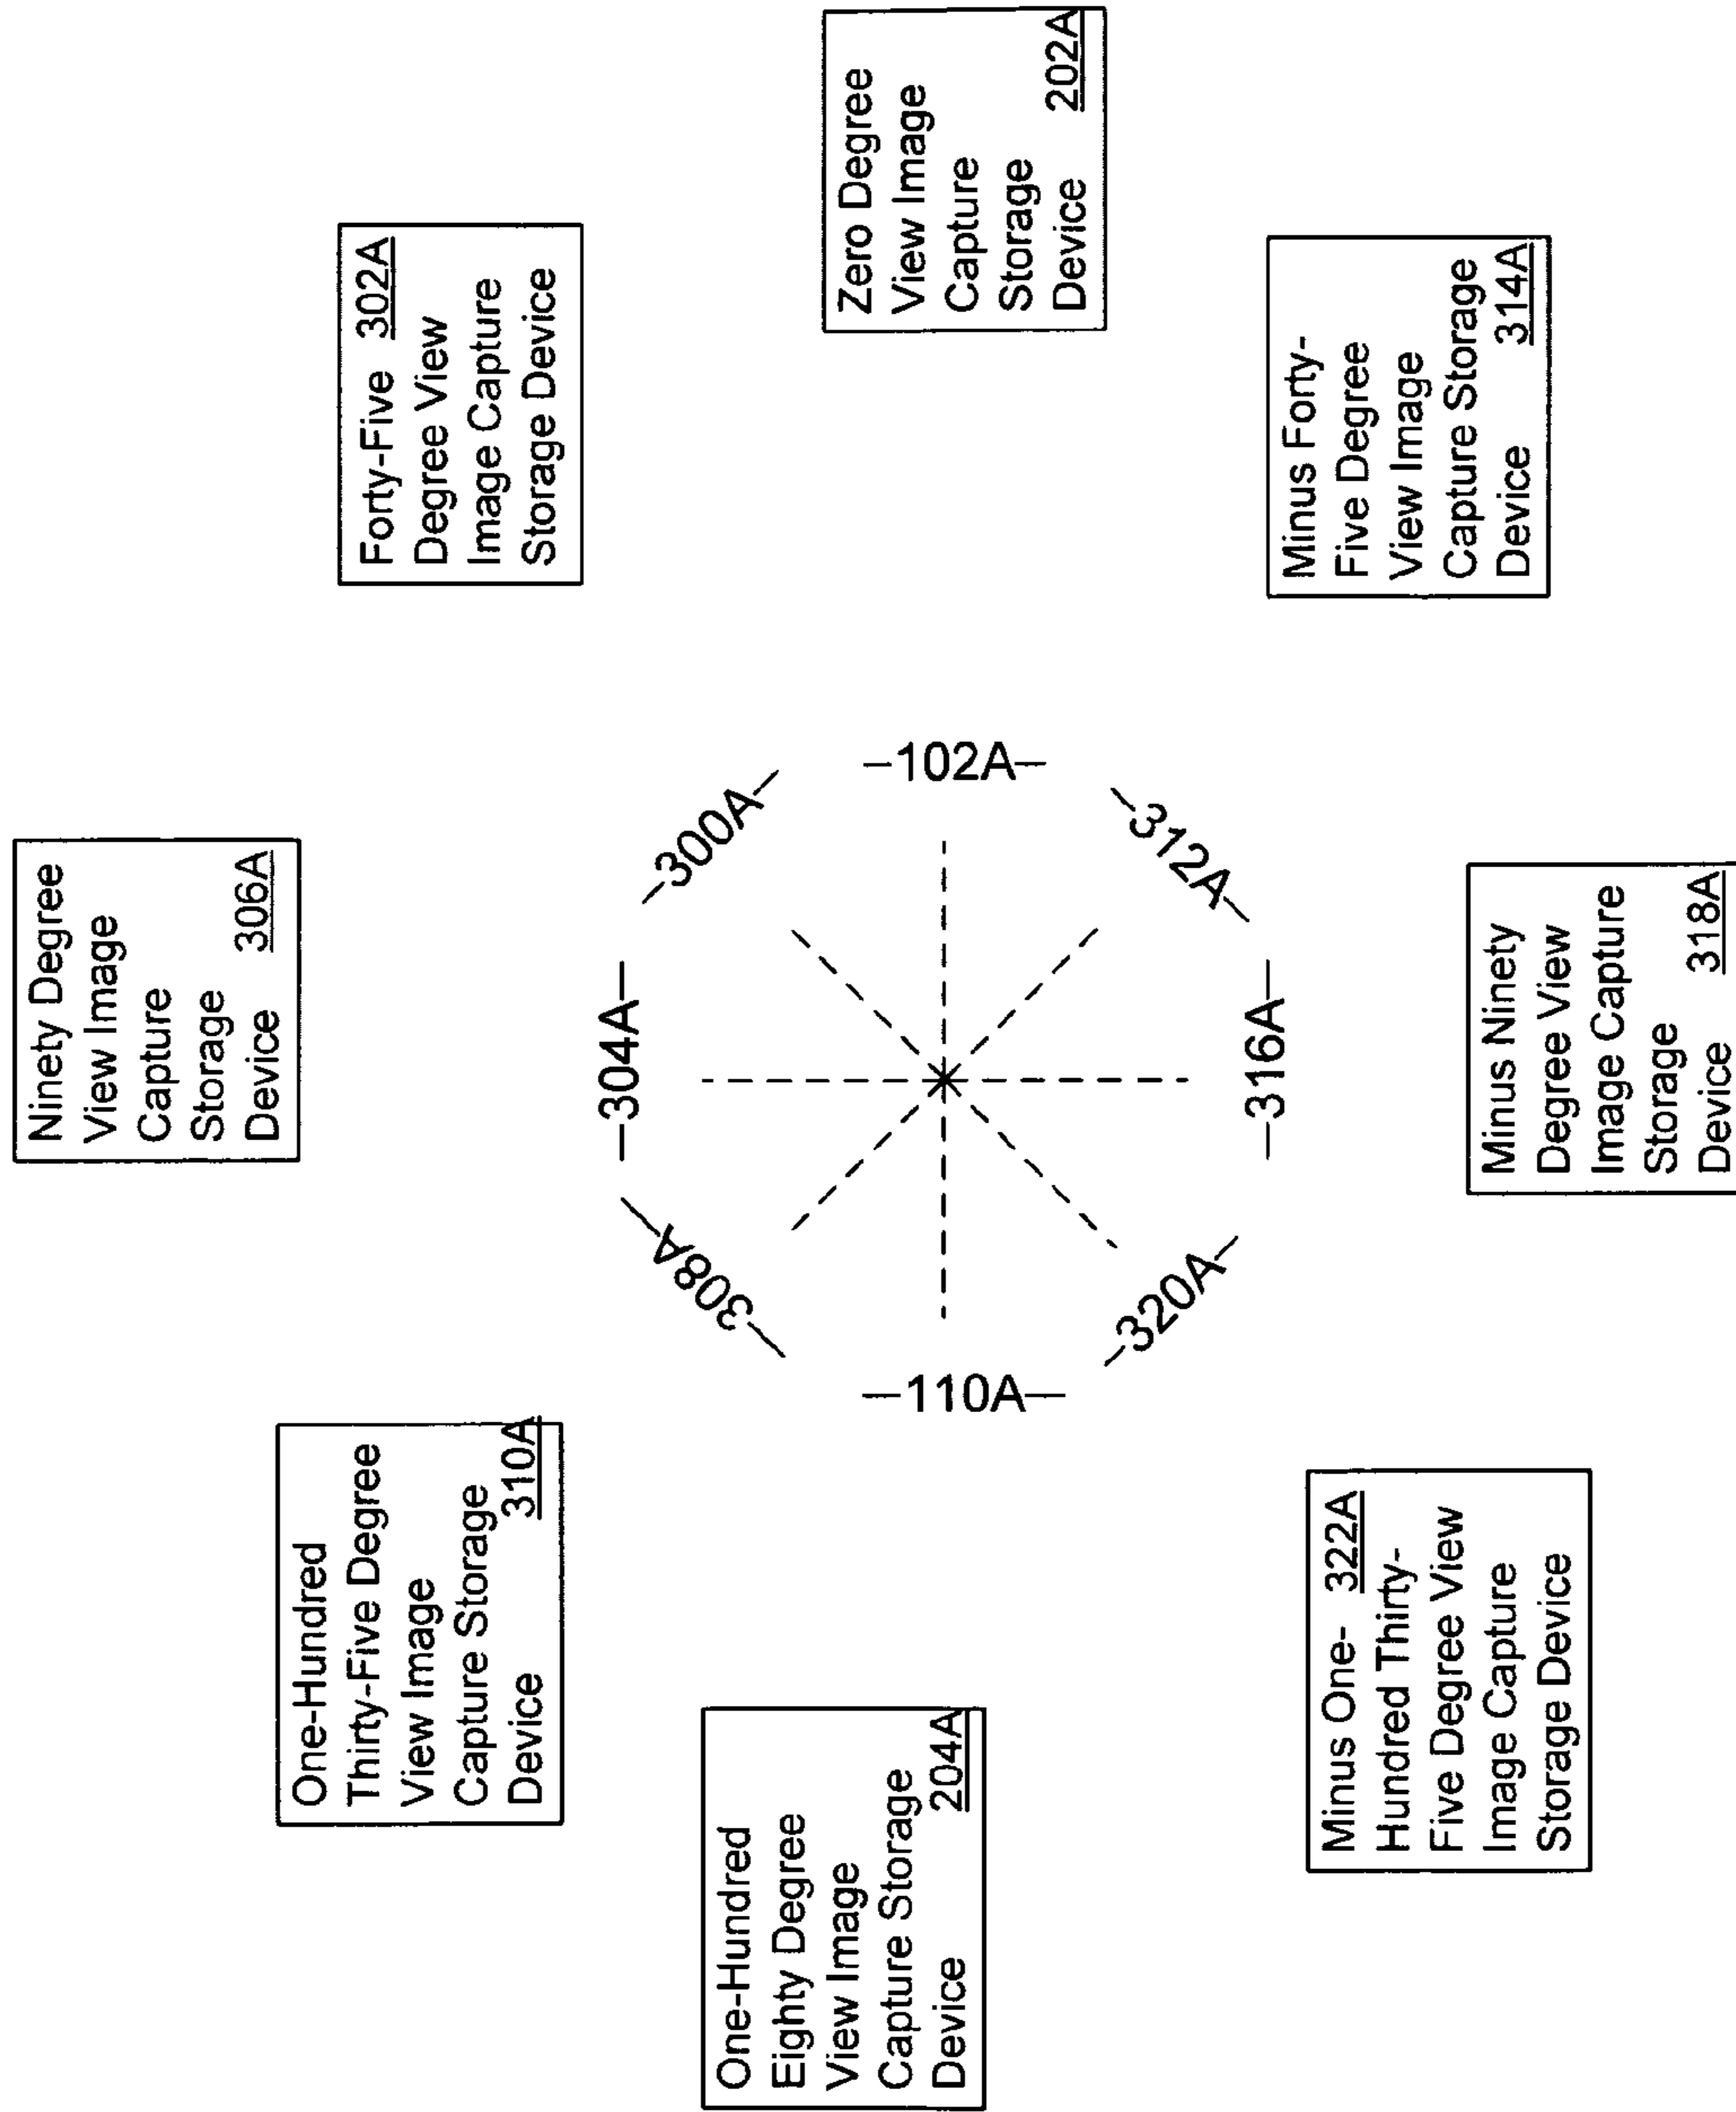 Ninety Degree
View Image
Capture
Storage
Device 306A
One-Hundred
Thirty-Five Degree
View Image
Capture Storage
Device 310A
Forty-Five 302A
Degree View
Image Capture
Storage Device
304A
308A
300A
One-Hundred
Eighty Degree
View Image
Capture Storage
Device 204A
110A
102A
Zero Degree
View Image
Capture
Storage
Device 202A
320A
312A
316A
Minus One- 322A
Hundred Thirty-
Five Degree View
Image Capture
Storage Device
Minus Forty-
Five Degree
View Image
Capture Storage
Device 314A
Minus Ninety
Degree View
Image Capture
Storage
Device 318A